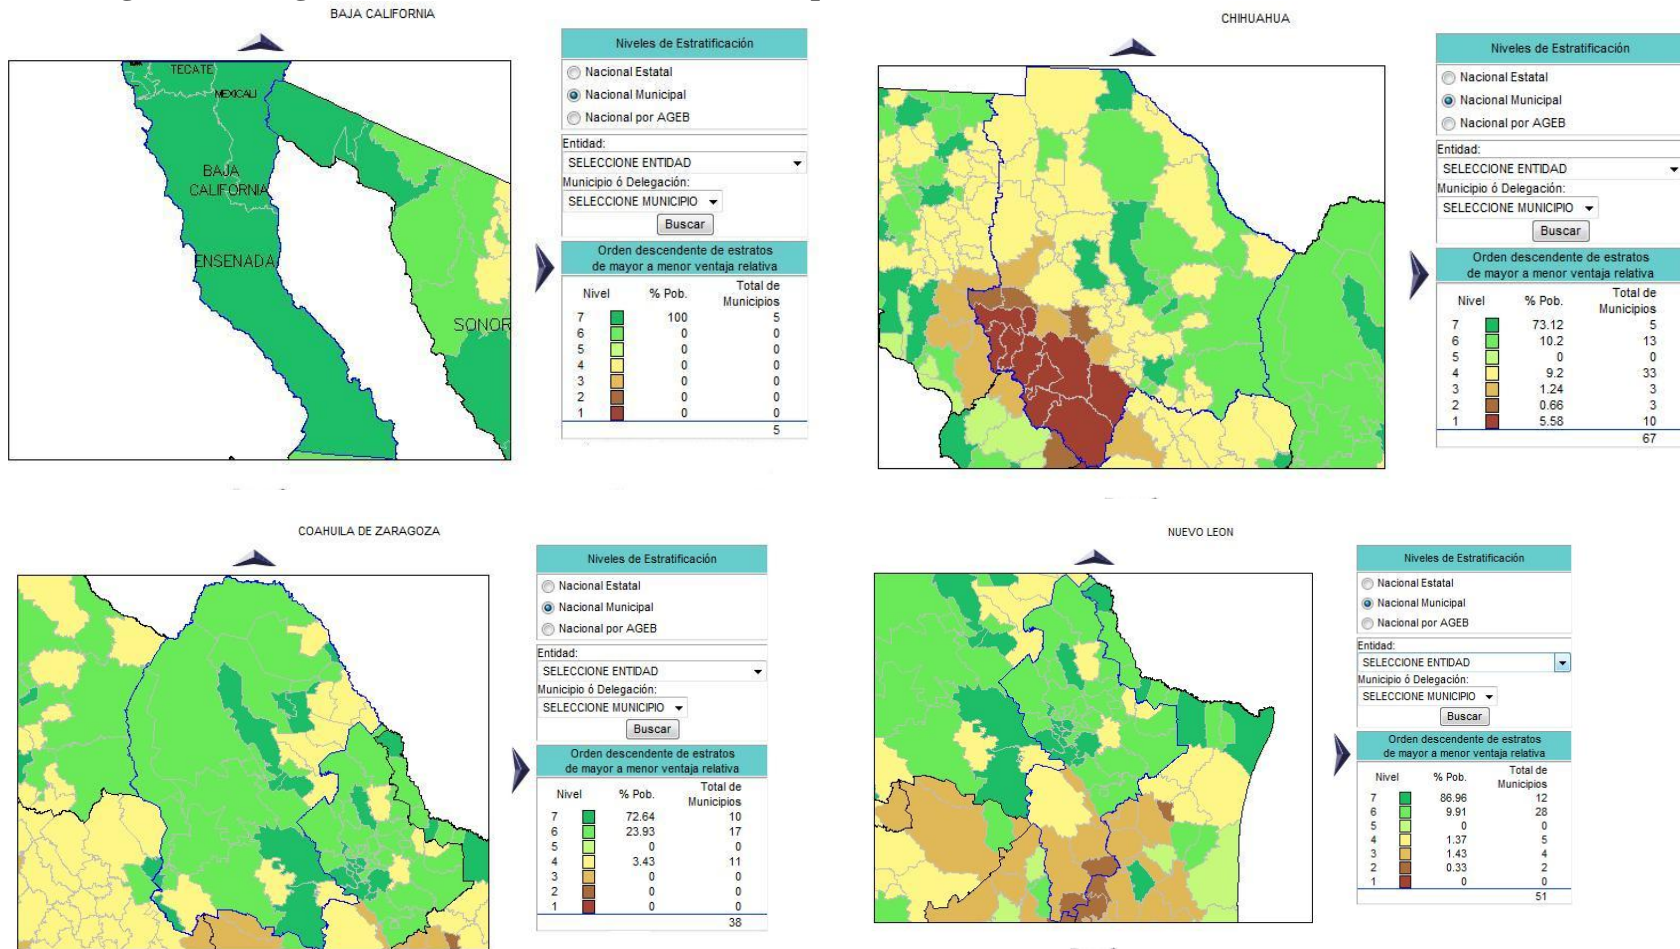 BAJA CALIFORNIA
TECATE
MEXICALI
BAJA
CALIFORNIA
ENSENADA
SONOR
Niveles de Estratificación
Nacional Estatal
Nacional Municipal
Nacional por AGEB
Entidad:
SELECCIONE ENTIDAD
Municipio ó Delegación:
SELECCIONE MUNICIPIO
Buscar
Orden descendente de estratos
de mayor a menor ventaja relativa
Nivel % Pob. Total de Municipios
7 100 5
6 0 0
5 0 0
4 0 0
3 0 0
2 0 0
1 0 0
5
CHIHUAHUA
Niveles de Estratificación
Nacional Estatal
Nacional Municipal
Nacional por AGEB
Entidad:
SELECCIONE ENTIDAD
Municipio ó Delegación:
SELECCIONE MUNICIPIO
Buscar
Orden descendente de estratos
de mayor a menor ventaja relativa
Nivel % Pob. Total de Municipios
7 73.12 5
6 10.2 13
5 0 0
4 9.2 33
3 1.24 3
2 0.66 3
1 5.58 10
67
COAHUILA DE ZARAGOZA
Niveles de Estratificación
Nacional Estatal
Nacional Municipal
Nacional por AGEB
Entidad:
SELECCIONE ENTIDAD
Municipio ó Delegación:
SELECCIONE MUNICIPIO
Buscar
Orden descendente de estratos
de mayor a menor ventaja relativa
Nivel % Pob. Total de Municipios
7 72.64 10
6 23.93 17
5 0 0
4 3.43 11
3 0 0
2 0 0
1 0 0
38
NUEVO LEON
Niveles de Estratificación
Nacional Estatal
Nacional Municipal
Nacional por AGEB
Entidad:
SELECCIONE ENTIDAD
Municipio ó Delegación:
SELECCIONE MUNICIPIO
Buscar
Orden descendente de estratos
de mayor a menor ventaja relativa
Nivel % Pob. Total de Municipios
7 86.96 12
6 9.91 28
5 0 0
4 1.37 5
3 1.43 4
2 0.33 2
1 0 0
51